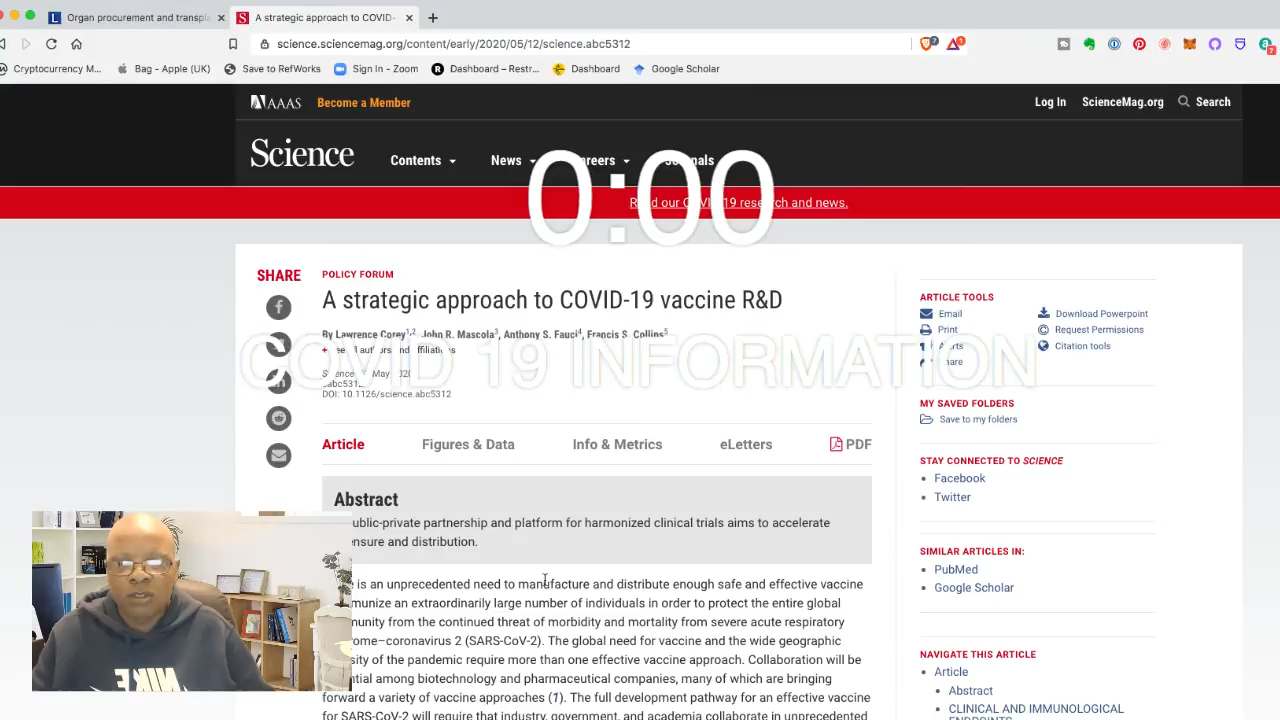 Organ procurement and transpla
A strategic approach to COVID-
science.sciencemag.org/content/early/2020/05/12/science.abc5312
7
1
7
Cryptocurrency M...
Bag - Apple (UK)
Save to RefWorks
Sign In - Zoom
Dashboard – Restr...
Dashboard
Google Scholar
AAAS
Become a Member
Log In
ScienceMag.org
Search
Science
Contents
News
Journals
0:00
Read our COVID-19 research and news.
COVID 19 INFORMATION
SHARE
POLICY FORUM
A strategic approach to COVID-19 vaccine R&D
By Lawrence Corey1,2, John R. Mascola3, Anthony S. Fauci4, Francis S. Collins5
authors and affiliations
Science
May 2020
DOI: 10.1126/science.abc5312
Article
Figures & Data
Info & Metrics
eLetters
PDF
Abstract
public-private partnership and platform for harmonized clinical trials aims to accelerate
and distribution.
is an unprecedented need to manufacture and distribute enough safe and effective vaccine
an extraordinarily large number of individuals in order to protect the entire global
from the continued threat of morbidity and mortality from severe acute respiratory
coronavirus 2 (SARS-CoV-2). The global need for vaccine and the wide geographic
of the pandemic require more than one effective vaccine approach. Collaboration will be
among biotechnology and pharmaceutical companies, many of which are bringing
forward a variety of vaccine approaches (1). The full development pathway for an effective vaccine
for SARS-CoV-2 will require that industry, government, and academia collaborate in unprecedented
ARTICLE TOOLS
Email
Download Powerpoint
Print
Request Permissions
Alerts
Citation tools
Share
MY SAVED FOLDERS
Save to my folders
STAY CONNECTED TO SCIENCE
Facebook
Twitter
SIMILAR ARTICLES IN:
PubMed
Google Scholar
NAVIGATE THIS ARTICLE
Article
Abstract
CLINICAL AND IMMUNOLOGICAL
ENDPOINTS
NIKE